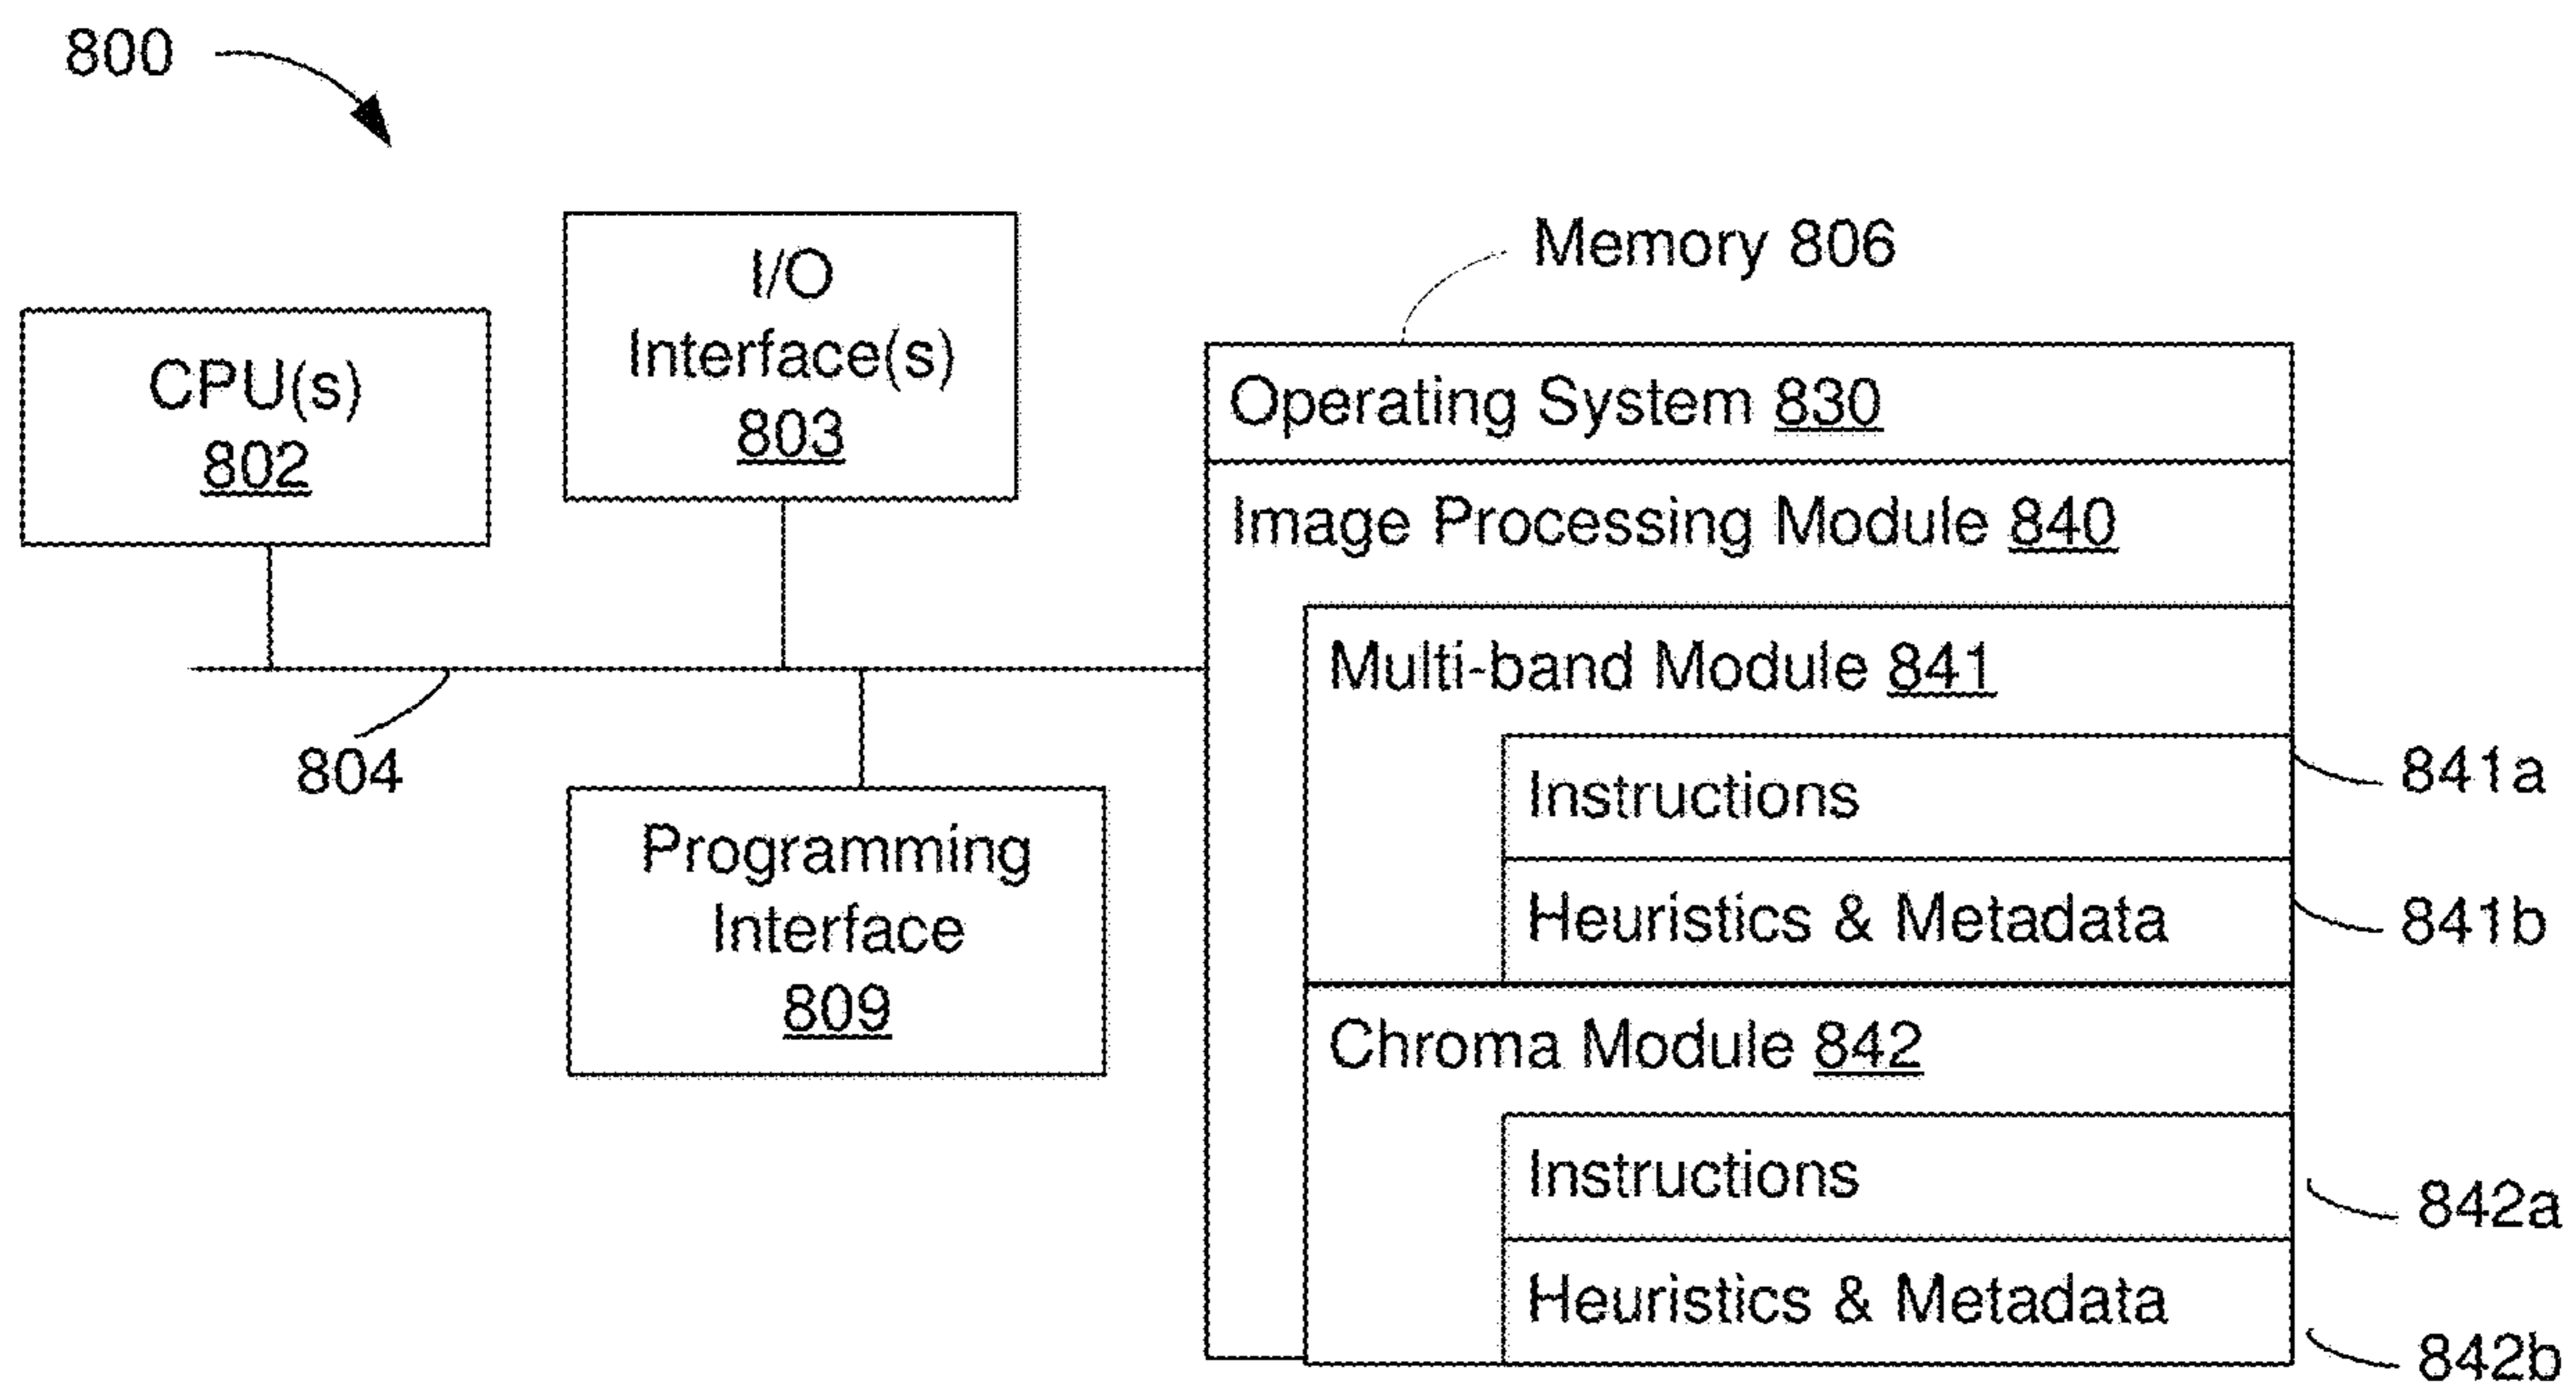 800
CPU(s)
802
I/O
Interface(s)
803
804
Programming
Interface
809
Memory 806
Operating System 830
Image Processing Module 840
Multi-band Module 841
Instructions
841a
Heuristics & Metadata
841b
Chroma Module 842
Instructions
842a
Heuristics & Metadata
842b